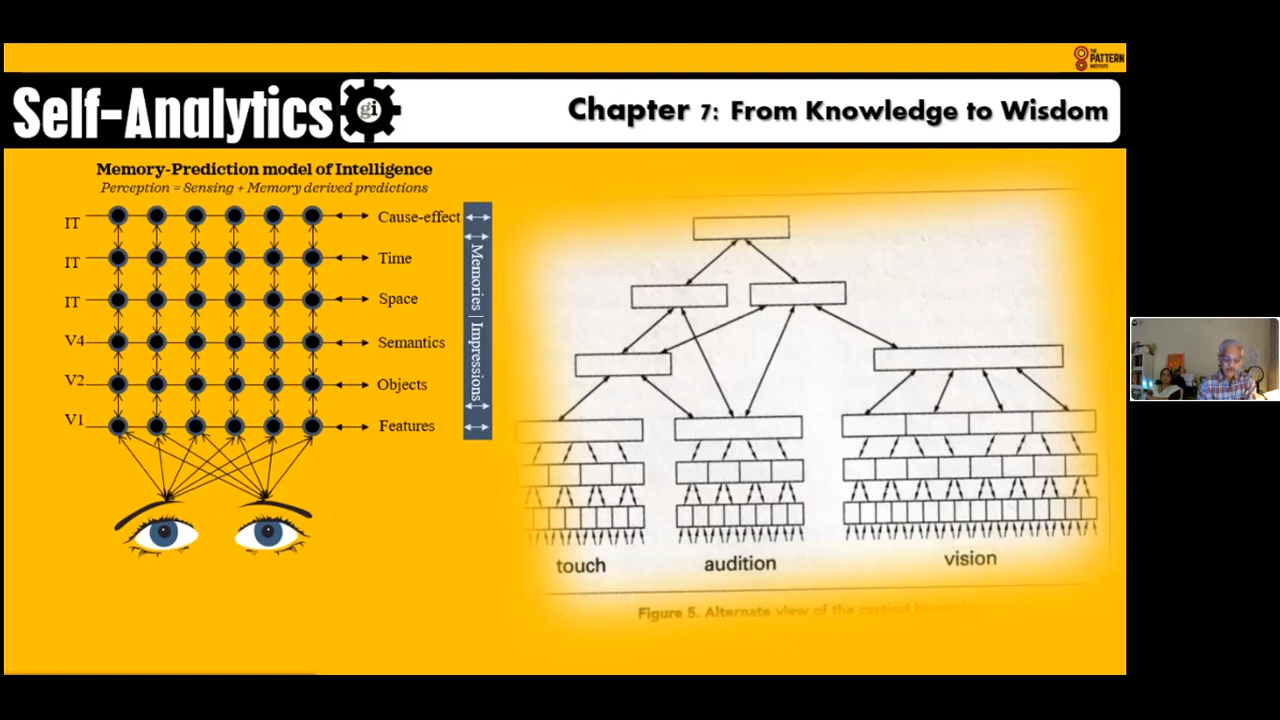 THE
PATTERN
INSTITUTE
Self-Analytics
gi
Chapter 7: From Knowledge to Wisdom
Memory-Prediction model of Intelligence
Perception = Sensing + Memory derived predictions
IT
Cause-effect
IT
Time
IT
Space
V4
Semantics
V2
Objects
V1
Features
Memories | Impressions
touch
audition
vision
Figure 5. Alternate view of the cortical